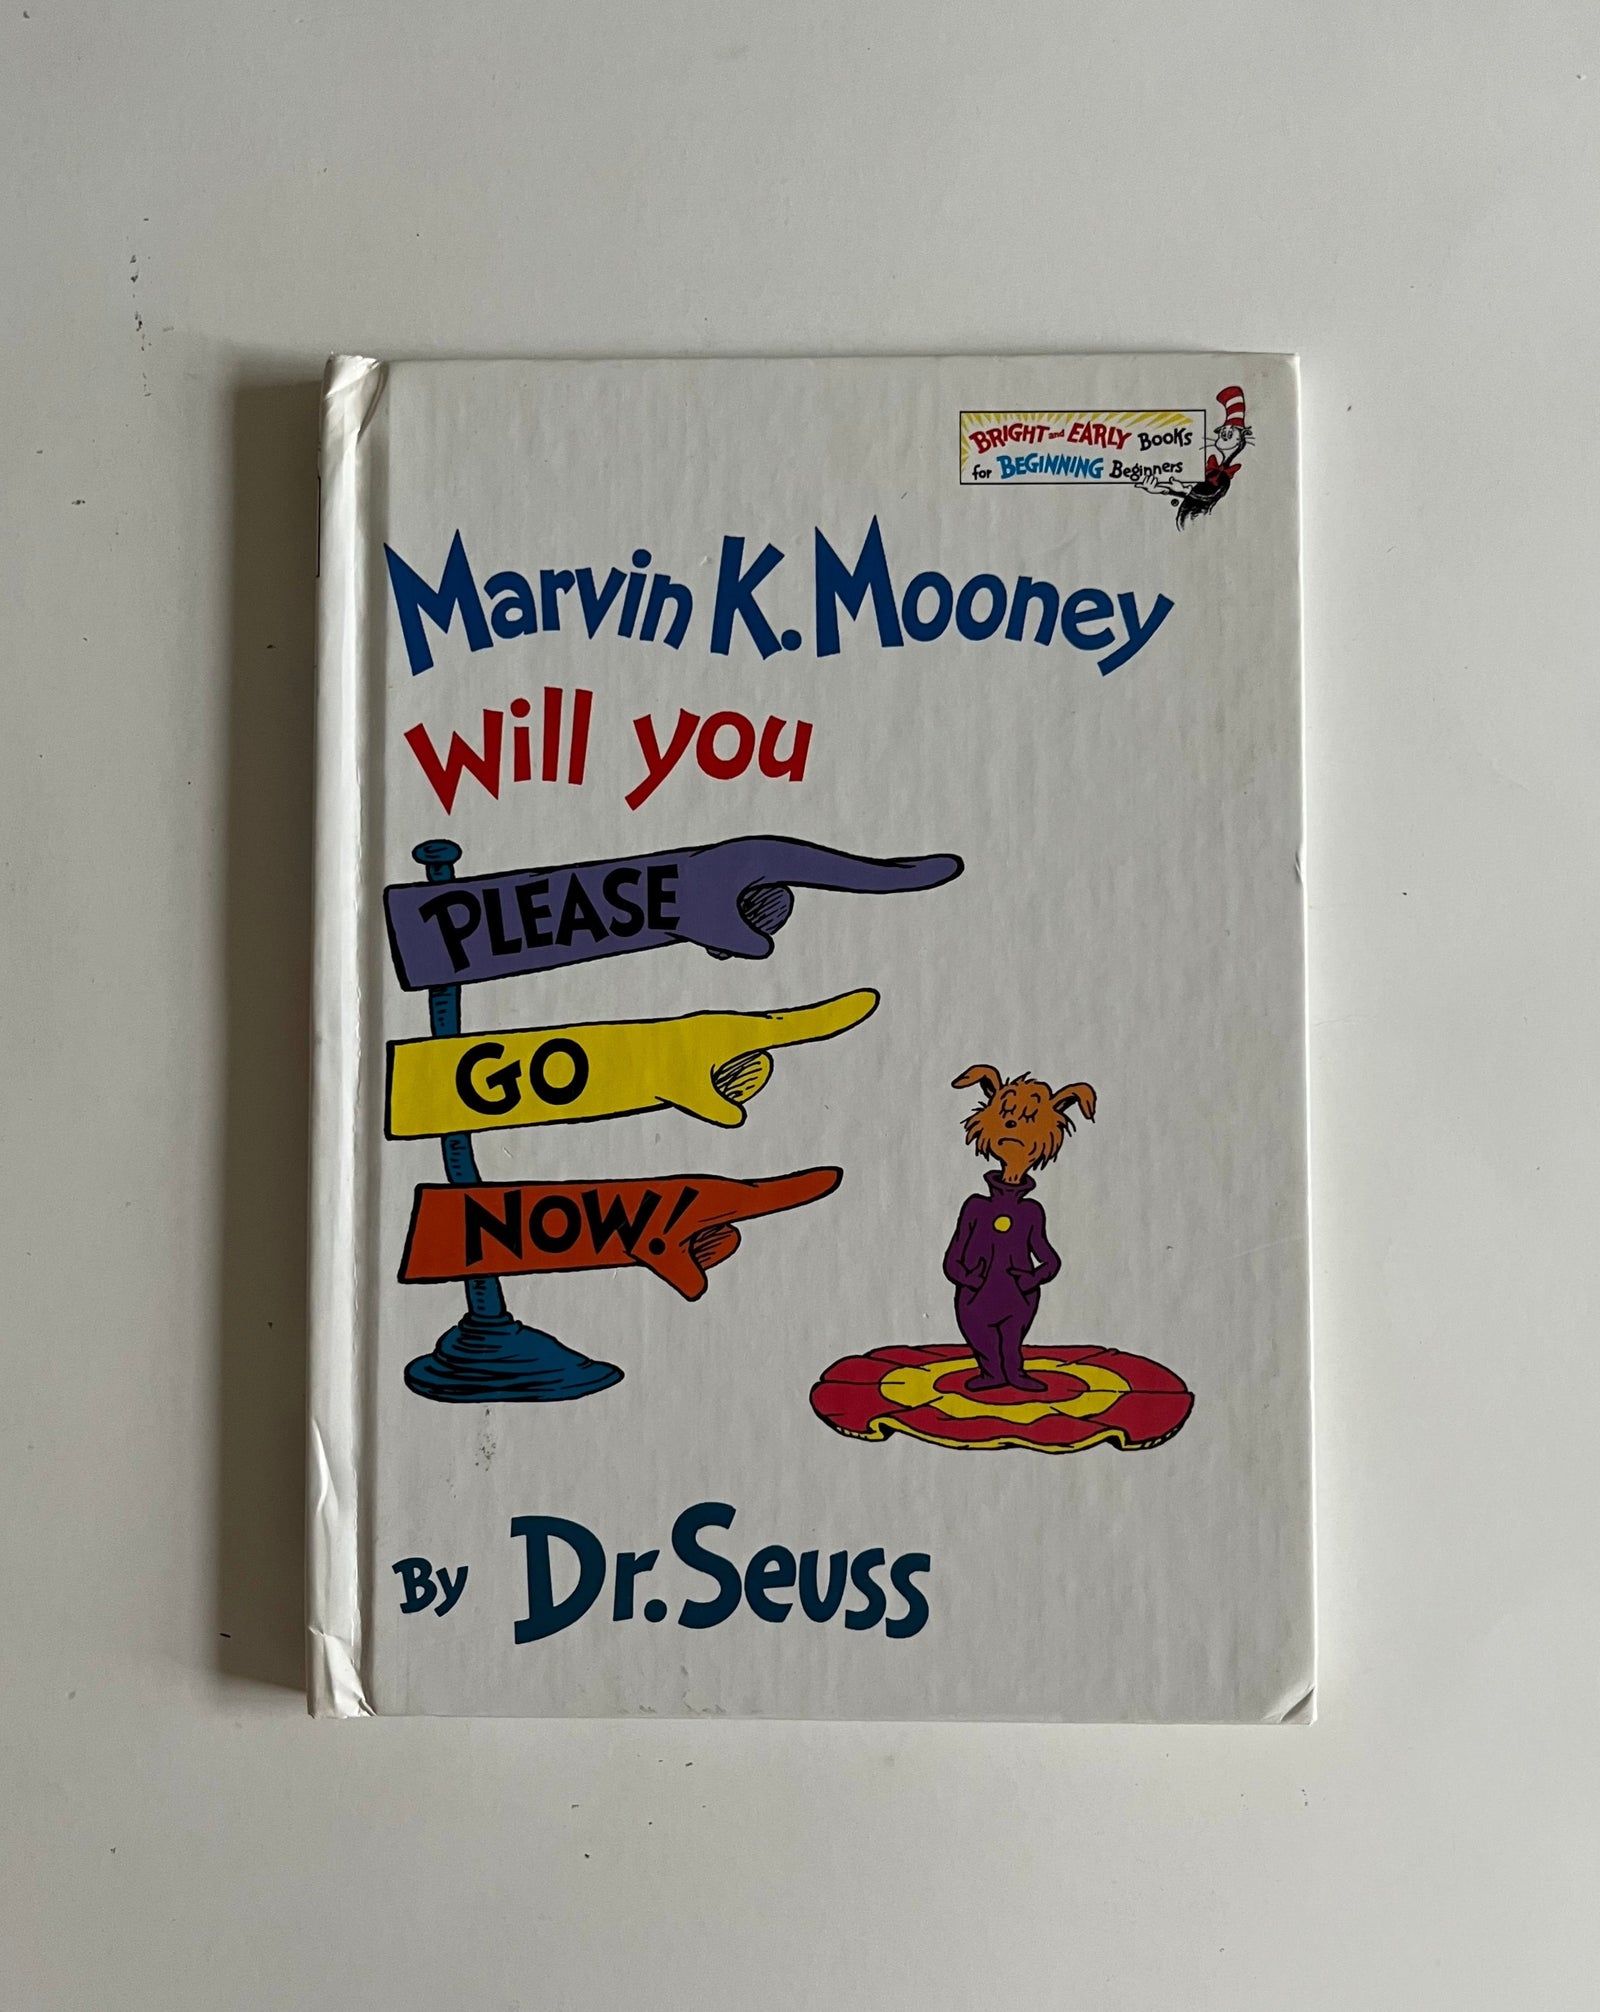 BRIGHT and EARLY BOOKS
for BEGINNING Beginners
Marvin K. Mooney
Will you
PLEASE
GO
NOW!
By Dr. Seuss